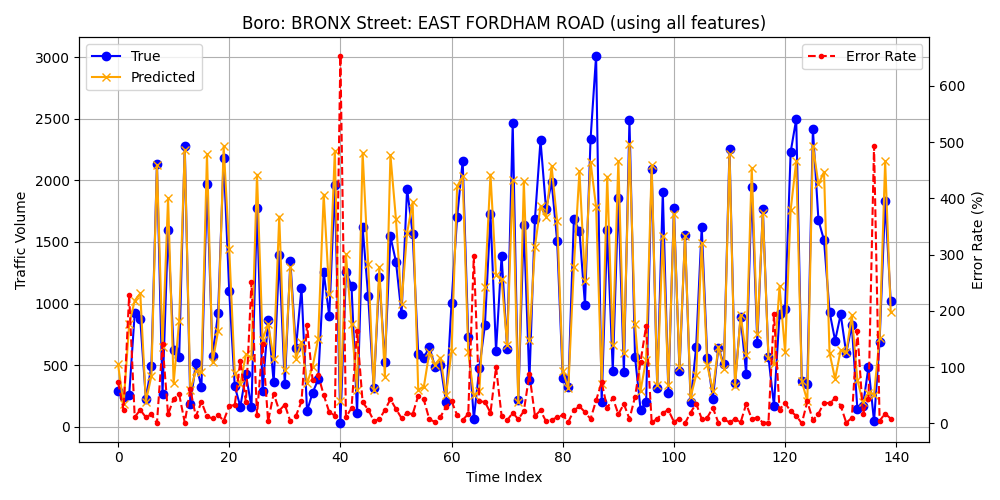 Boro: BRONX Street: EAST FORDHAM ROAD (using all features)
True
Predicted
Error Rate
3000
2500
2000
1500
1000
500
0
Traffic Volume
600
500
400
300
200
100
0
Error Rate (%)
0 20 40 60 80 100 120 140
Time Index